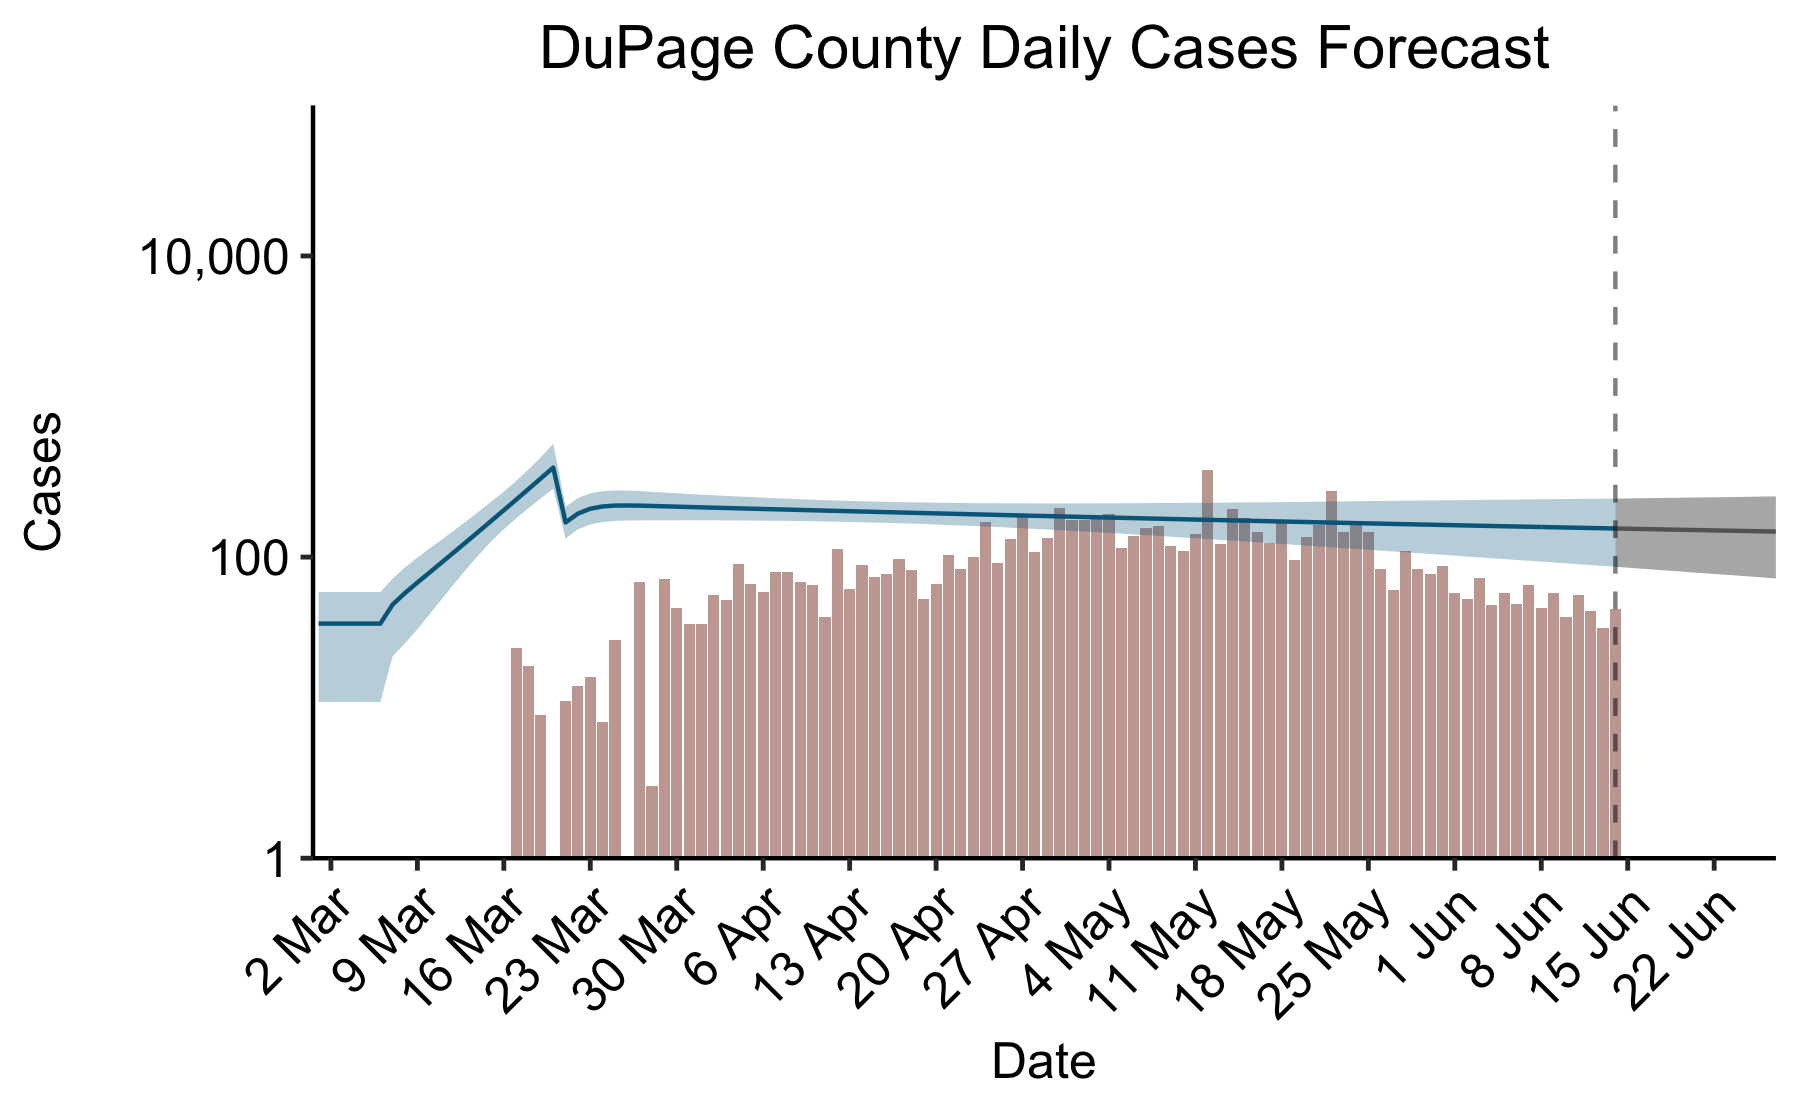 DuPage County Daily Cases Forecast
Cases
10,000
100
1
2 Mar
9 Mar
16 Mar
23 Mar
30 Mar
6 Apr
13 Apr
20 Apr
27 Apr
4 May
11 May
18 May
25 May
1 Jun
8 Jun
15 Jun
22 Jun
Date